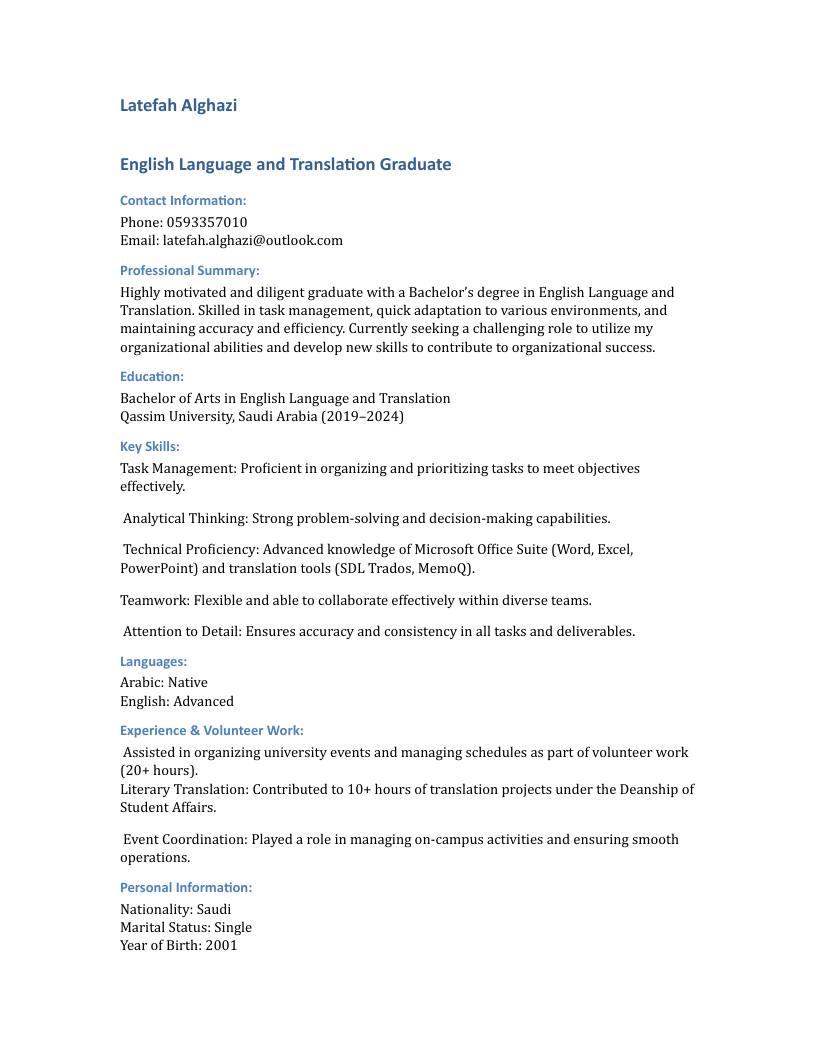 Latefah Alghazi
English Language and Translation Graduate
Contact Information:
Phone: 0593357010
Email: latefah.alghazi@outlook.com
Professional Summary:
Highly motivated and diligent graduate with a Bachelor’s degree in English Language and
Translation. Skilled in task management, quick adaptation to various environments, and
maintaining accuracy and efficiency. Currently seeking a challenging role to utilize my
organizational abilities and develop new skills to contribute to organizational success.
Education:
Bachelor of Arts in English Language and Translation
Qassim University, Saudi Arabia (2019–2024)
Key Skills:
Task Management: Proficient in organizing and prioritizing tasks to meet objectives
effectively.
Analytical Thinking: Strong problem-solving and decision-making capabilities.
Technical Proficiency: Advanced knowledge of Microsoft Office Suite (Word, Excel,
PowerPoint) and translation tools (SDL Trados, MemoQ).
Teamwork: Flexible and able to collaborate effectively within diverse teams.
Attention to Detail: Ensures accuracy and consistency in all tasks and deliverables.
Languages:
Arabic: Native
English: Advanced
Experience & Volunteer Work:
Assisted in organizing university events and managing schedules as part of volunteer work
(20+ hours).
Literary Translation: Contributed to 10+ hours of translation projects under the Deanship of
Student Affairs.
Event Coordination: Played a role in managing on-campus activities and ensuring smooth
operations.
Personal Information:
Nationality: Saudi
Marital Status: Single
Year of Birth: 2001